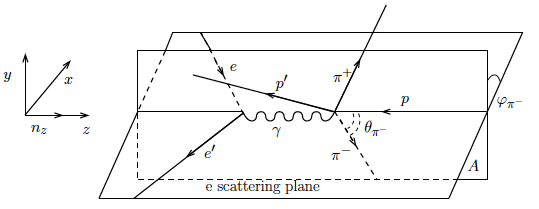 y
x
n_z
z
e
p′
π⁺
p
φ_π⁻
γ
θ_π⁻
e′
π⁻
A
e scattering plane